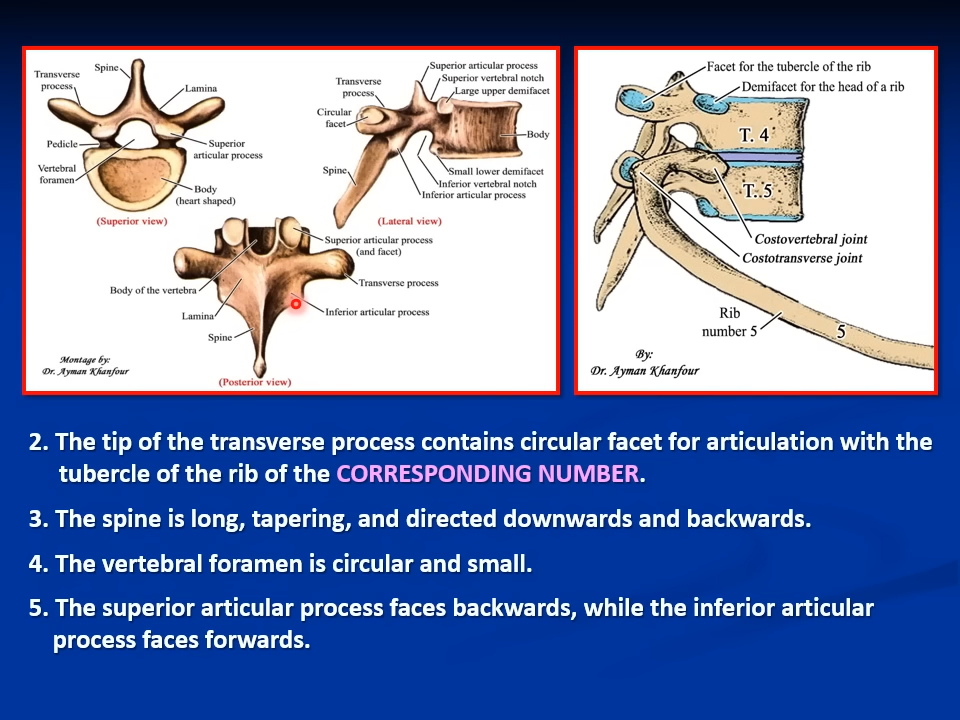 Spine
Transverse
process
Lamina
Pedicle
Superior
articular process
Vertebral
foramen
Body
(heart shaped)
(Superior view)
Superior articular process
Superior vertebral notch
Large upper demifacet
Transverse
process
Circular
facet
Body
Spine
Small lower demifacet
Inferior vertebral notch
Inferior articular process
(Lateral view)
Superior articular process
(and facet)
Transverse process
Body of the vertebra
Inferior articular process
Lamina
Spine
(Posterior view)
Montage by:
Dr. Ayman Khanfour
Facet for the tubercle of the rib
Demifacet for the head of a rib
T. 4
T. 5
Costovertebral joint
Costotransverse joint
Rib
number 5
5
By:
Dr. Ayman Khanfour
2. The tip of the transverse process contains circular facet for articulation with the
tubercle of the rib of the CORRESPONDING NUMBER.
3. The spine is long, tapering, and directed downwards and backwards.
4. The vertebral foramen is circular and small.
5. The superior articular process faces backwards, while the inferior articular
process faces forwards.